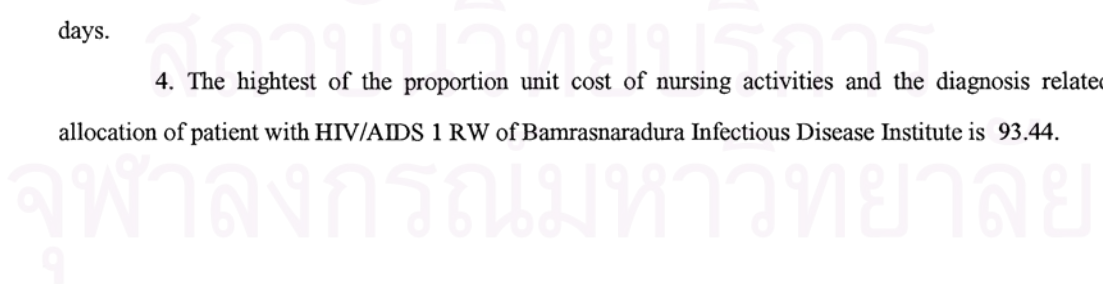 days.
สถาบันวิทยบริการ
4. The hightest of the proportion unit cost of nursing activities and the diagnosis related
allocation of patient with HIV/AIDS 1 RW of Bamrasnaradura Infectious Disease Institute is 93.44.
จุฬาลงกรณ์มหาวิทยาลัย